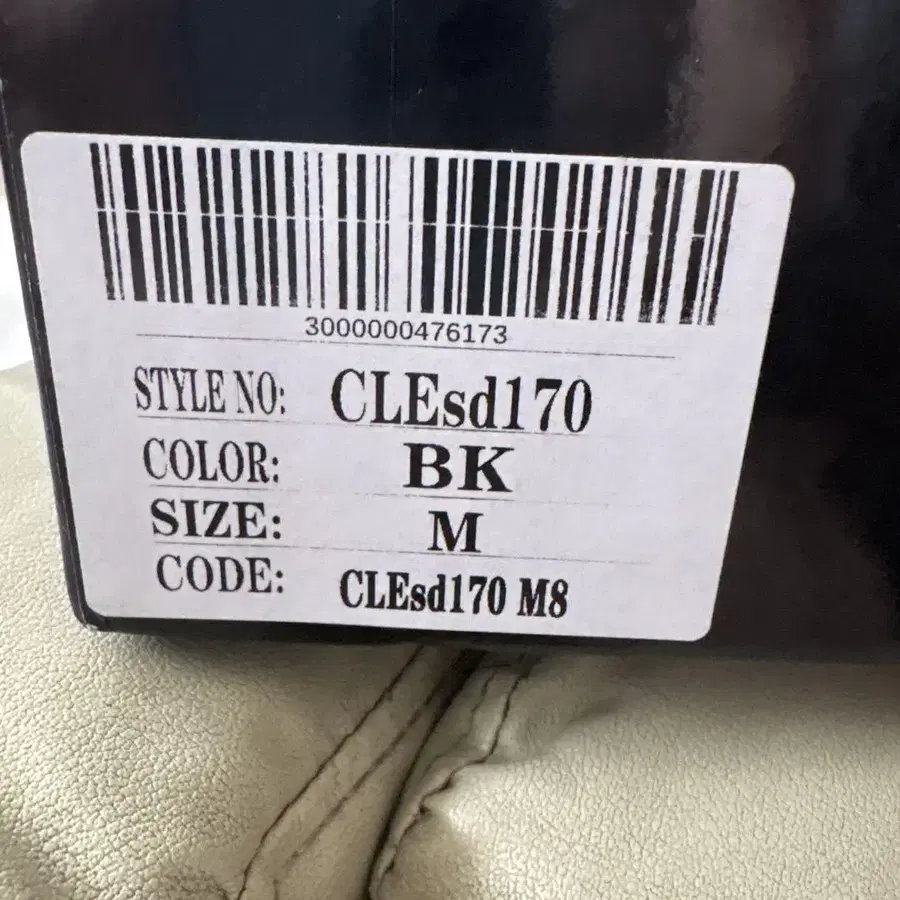 3000000476173
STYLE NO: CLEsd170
COLOR: BK
SIZE: M
CODE: CLEsd170 M8